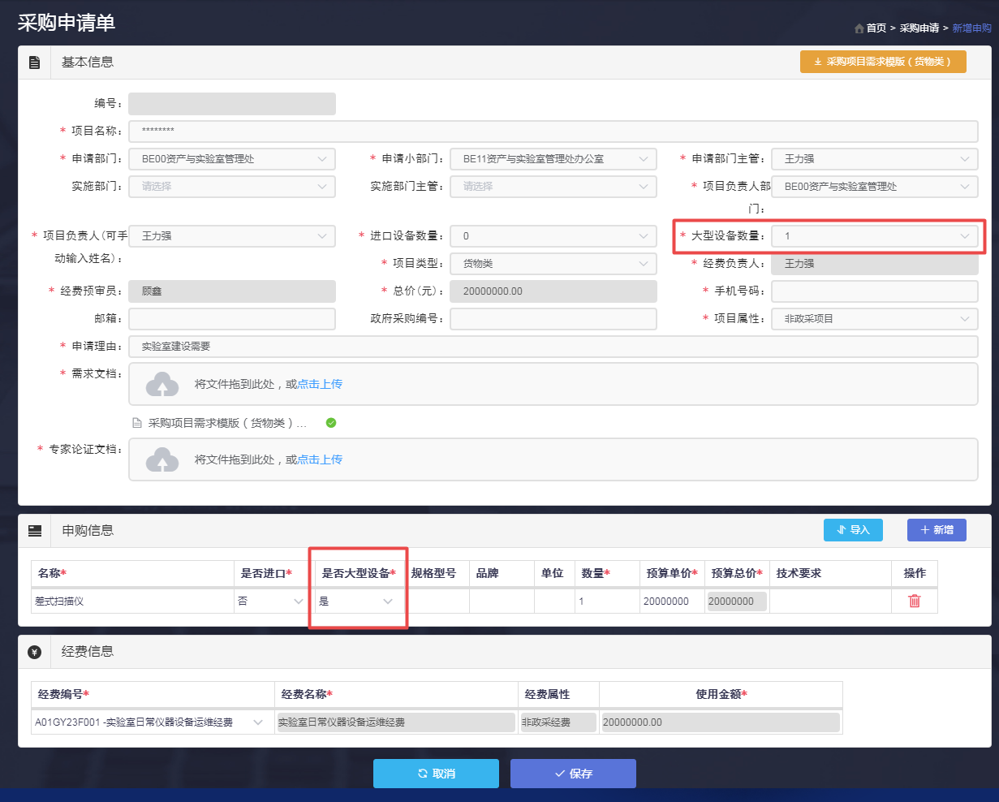 采购申请单
首页 > 采购申请 > 新增申购
基本信息
采购项目需求模版（货物类）
编号：
* 项目名称： ********
* 申请部门： BE00资产与实验室管理处 * 申请小部门： BE11资产与实验室管理处办公室 * 申请部门主管： 王力强
实施部门： 请选择 实施部门主管： 请选择 * 项目负责人部门： BE00资产与实验室管理处
* 项目负责人(可手动输入姓名)： 王力强 * 进口设备数量： 0 * 大型设备数量： 1
* 项目类型： 货物类 * 经费负责人： 王力强
* 经费预审员： 顾鑫 * 总价(元)： 20000000.00 * 手机号码：
邮箱： 政府采购编号： * 项目属性： 非政采项目
* 申请理由： 实验室建设需要
* 需求文档： 将文件拖到此处，或点击上传
采购项目需求模版（货物类）...
* 专家论证文档： 将文件拖到此处，或点击上传
申购信息 导入 新增
名称* 是否进口* 是否大型设备* 规格型号 品牌 单位 数量* 预算单价* 预算总价* 技术要求 操作
差式扫描仪 否 是 1 20000000 20000000
经费信息
经费编号* 经费名称* 经费属性 使用金额*
A01GY23F001 -实验室日常仪器设备运维经费 实验室日常仪器设备运维经费 非政采经费 20000000.00
取消 保存